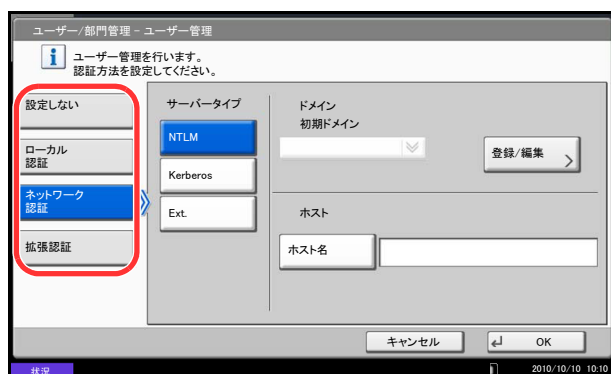 ユーザー/部門管理 - ユーザー管理
ユーザー管理を行います。
認証方法を設定してください。
設定しない
ローカル
認証
ネットワーク
認証
拡張認証
サーバータイプ
NTLM
Kerberos
Ext.
ドメイン
初期ドメイン
登録/編集
ホスト
ホスト名
キャンセル
OK
状況
2010/10/10 10:10